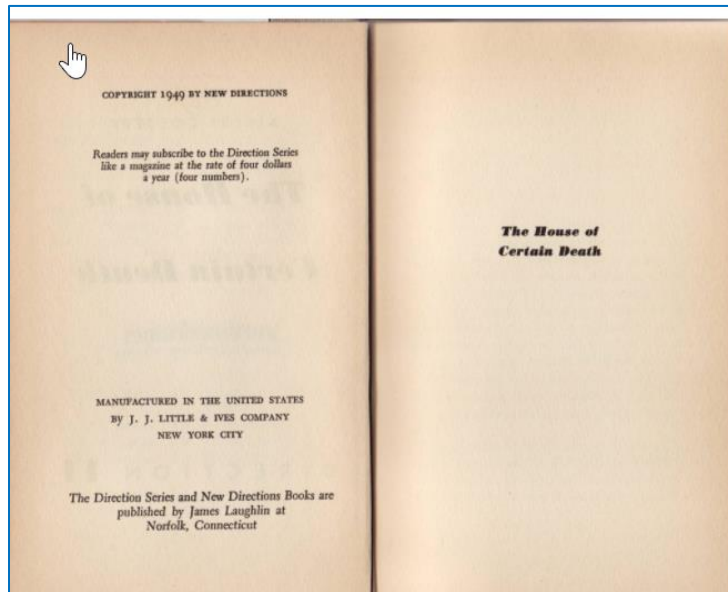 COPYRIGHT 1949 BY NEW DIRECTIONS
Readers may subscribe to the Direction Series
like a magazine at the rate of four dollars
a year (four numbers).
MANUFACTURED IN THE UNITED STATES
BY J. J. LITTLE & IVES COMPANY
NEW YORK CITY
The Direction Series and New Directions Books are
published by James Laughlin at
Norfolk, Connecticut
The House of
Certain Death